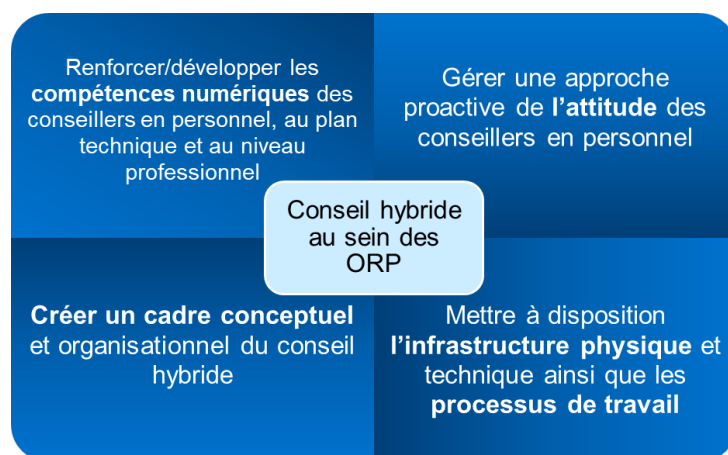 Renforcer/développer les
compétences numériques des
conseillers en personnel, au plan
technique et au niveau
professionnel
Gérer une approche
proactive de l'attitude des
conseillers en personnel
Conseil hybride
au sein des
ORP
Créer un cadre conceptuel
et organisationnel du conseil
hybride
Mettre à disposition
l'infrastructure physique et
technique ainsi que les
processus de travail